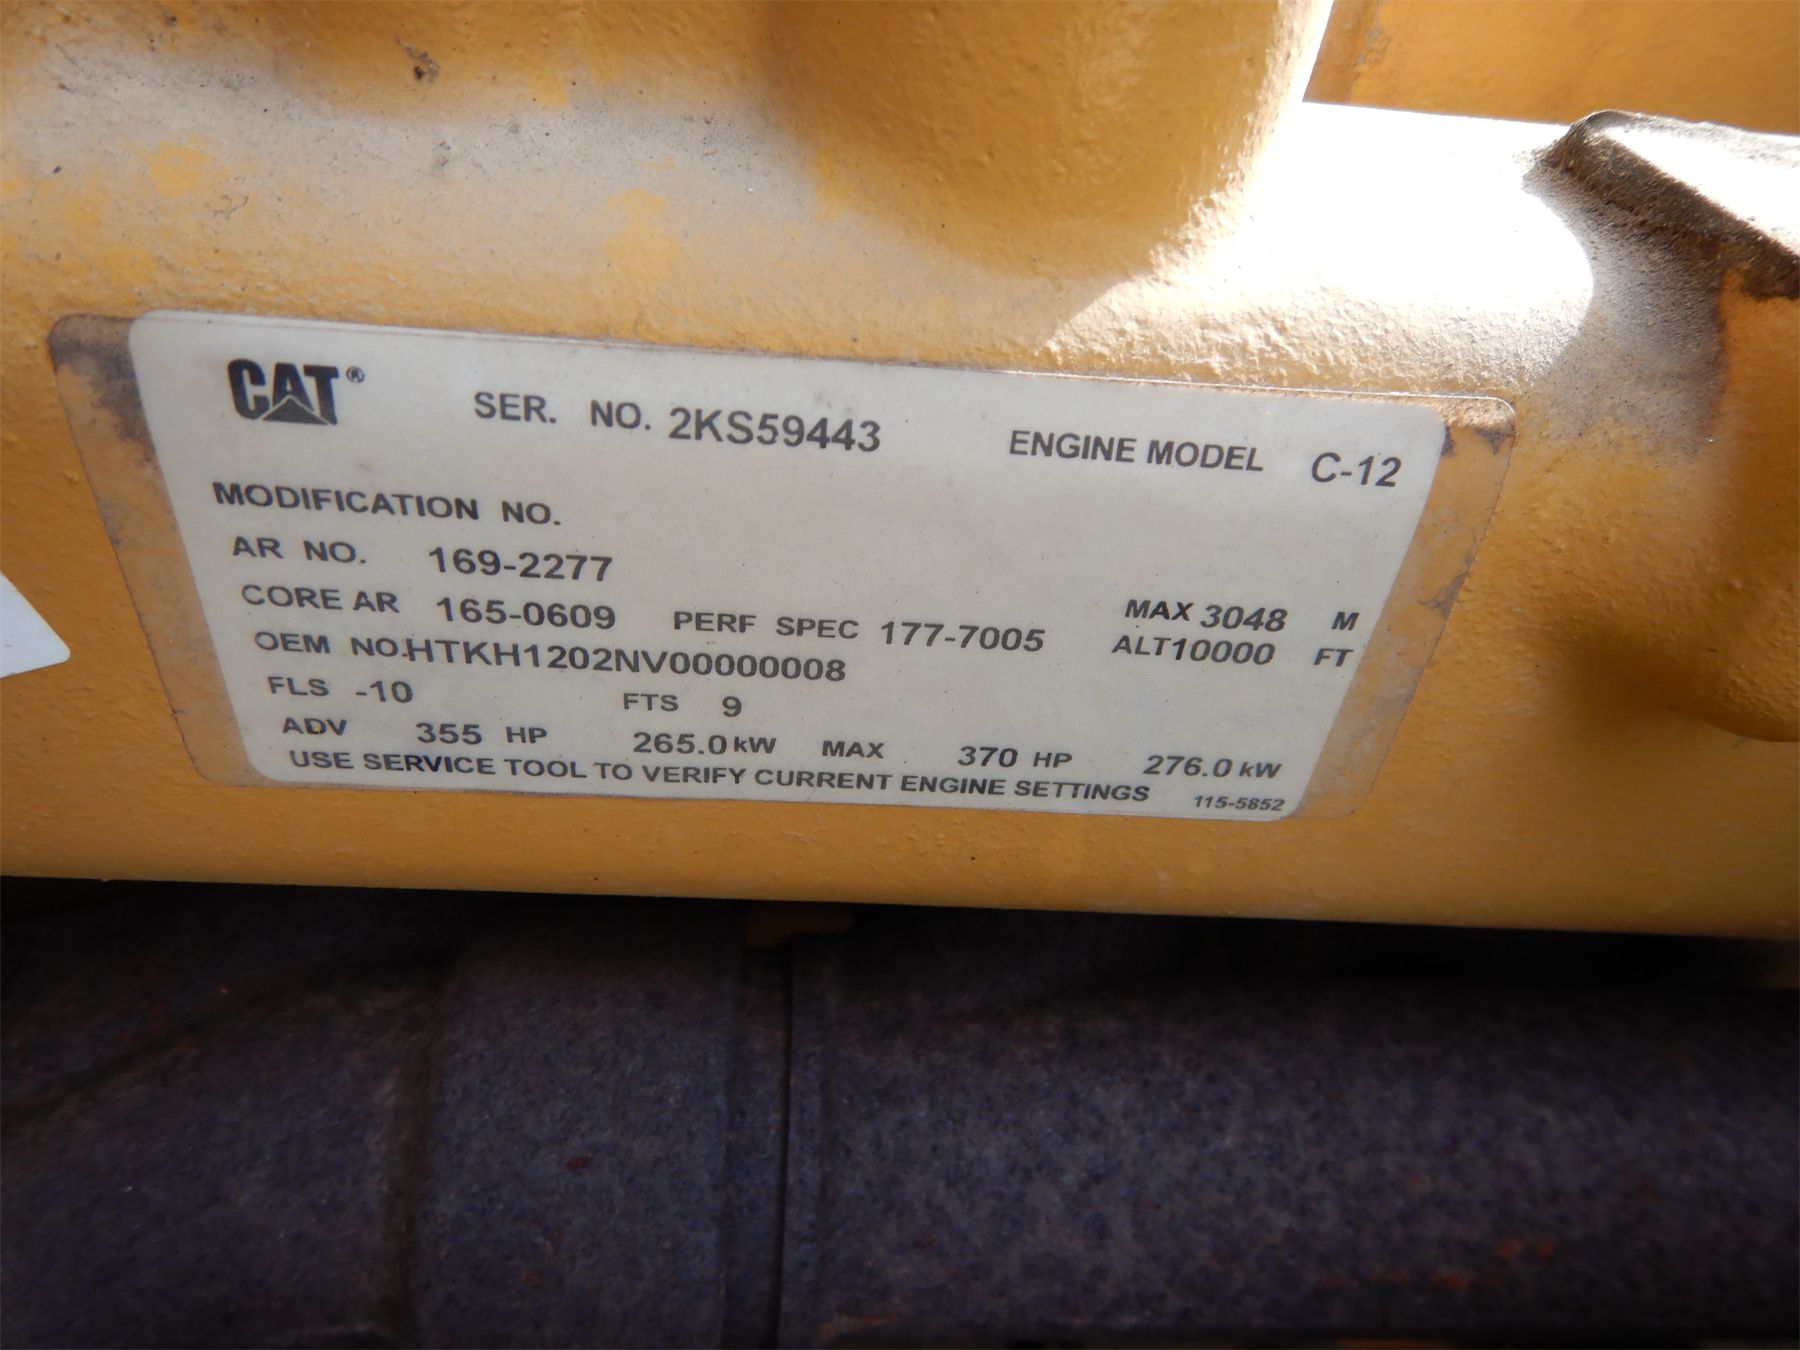 CAT® SER. NO. 2KS59443 ENGINE MODEL C-12
MODIFICATION NO.
AR NO. 169-2277
CORE AR 165-0609 PERF SPEC 177-7005 MAX 3048 M
OEM NO.HTKH1202NV00000008 ALT10000 FT
FLS -10 FTS 9
ADV 355 HP 265.0 kW MAX 370 HP 276.0 kW
USE SERVICE TOOL TO VERIFY CURRENT ENGINE SETTINGS 115-5852